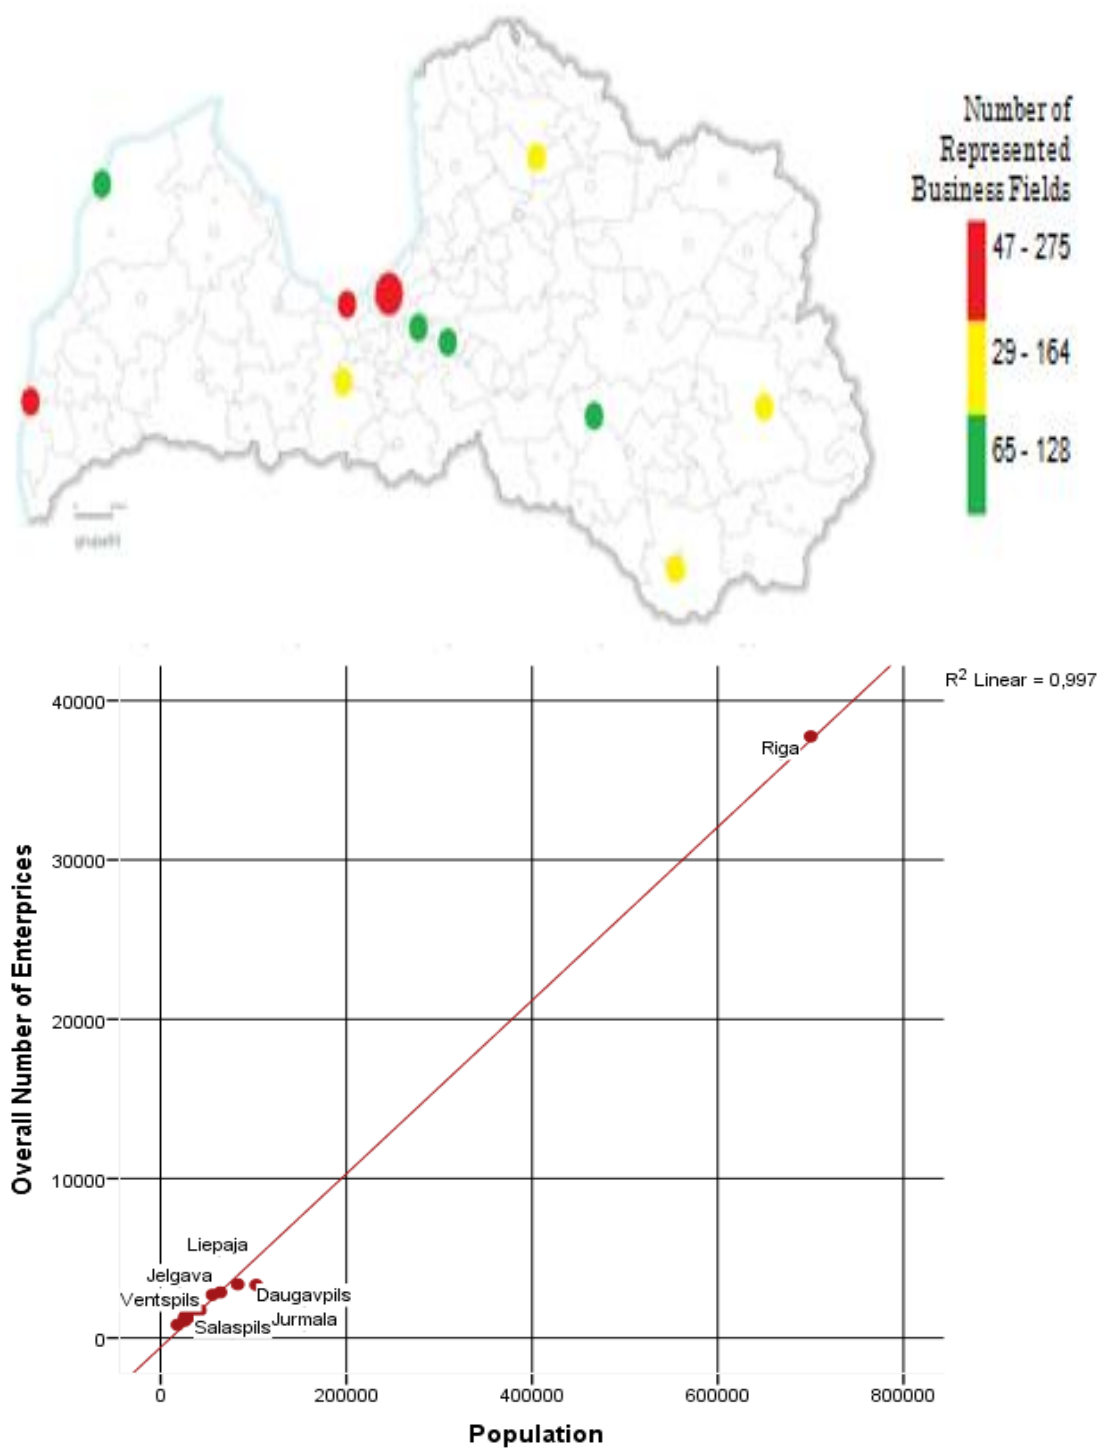 Number of
Represented
Business Fields
47 - 275
29 - 164
65 - 128
R² Linear = 0,997
40000
Riga
30000
Overall Number of Enterprices
20000
10000
Liepaja
Jelgava
Ventspils
Daugavpils
Salaspils
Jurmala
0
0
200000
400000
600000
800000
Population